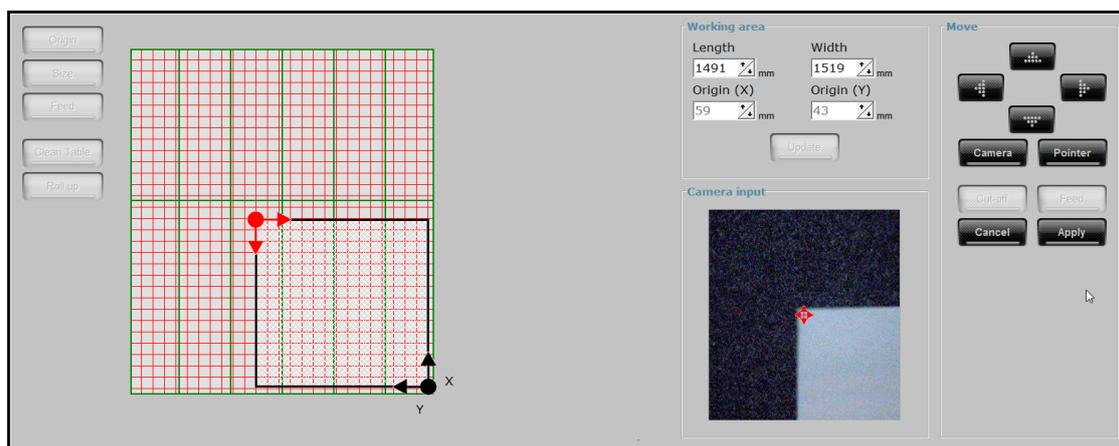 Origin
Size
Feed
Clean Table
Roll up
X
Y
Working area
Length
Width
1491 mm
1519 mm
Origin (X)
Origin (Y)
59 mm
43 mm
Update
Camera input
Move
Camera
Pointer
Cut-off
Feed
Cancel
Apply